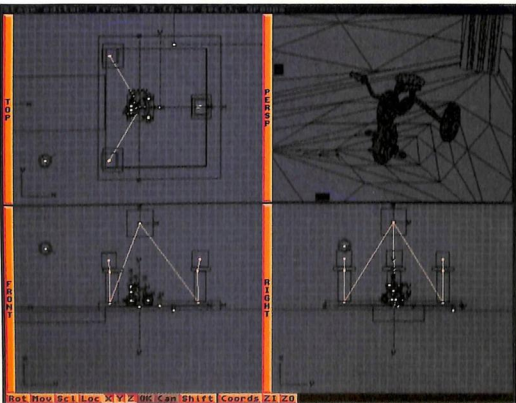 TOP
PERSP
FRONT
RIGHT
Rot Mov Scl Loc X Y Z OK Can Shift Coords ZI ZO